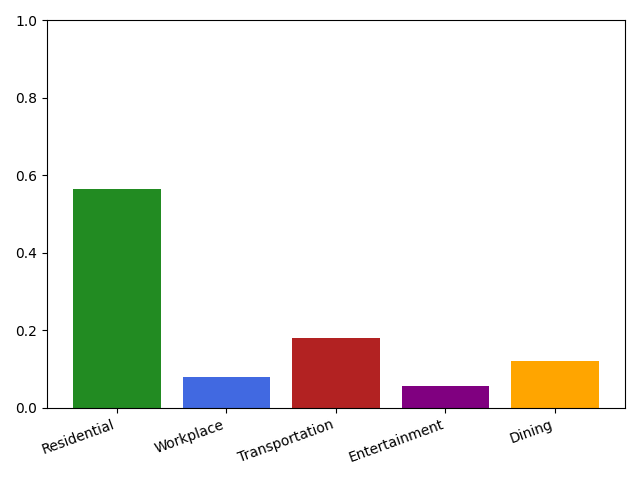 1.0
0.8
0.6
0.4
0.2
0.0
Residential
Workplace
Transportation
Entertainment
Dining